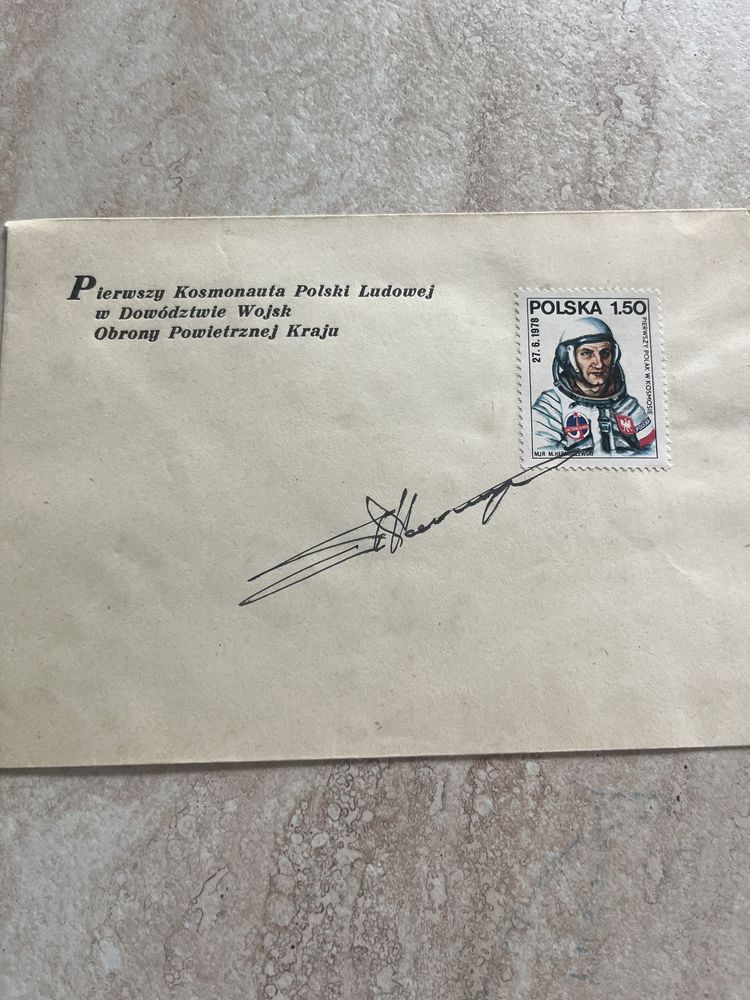 Pierwszy Kosmonauta Polski Ludowej
w Dowództwie Wojsk
Obrony Powietrznej Kraju
POLSKA 1.50
27. 6. 1978
PIERWSZY POLAK W KOSMOSIE
MJR M. HERMASZEWSKI